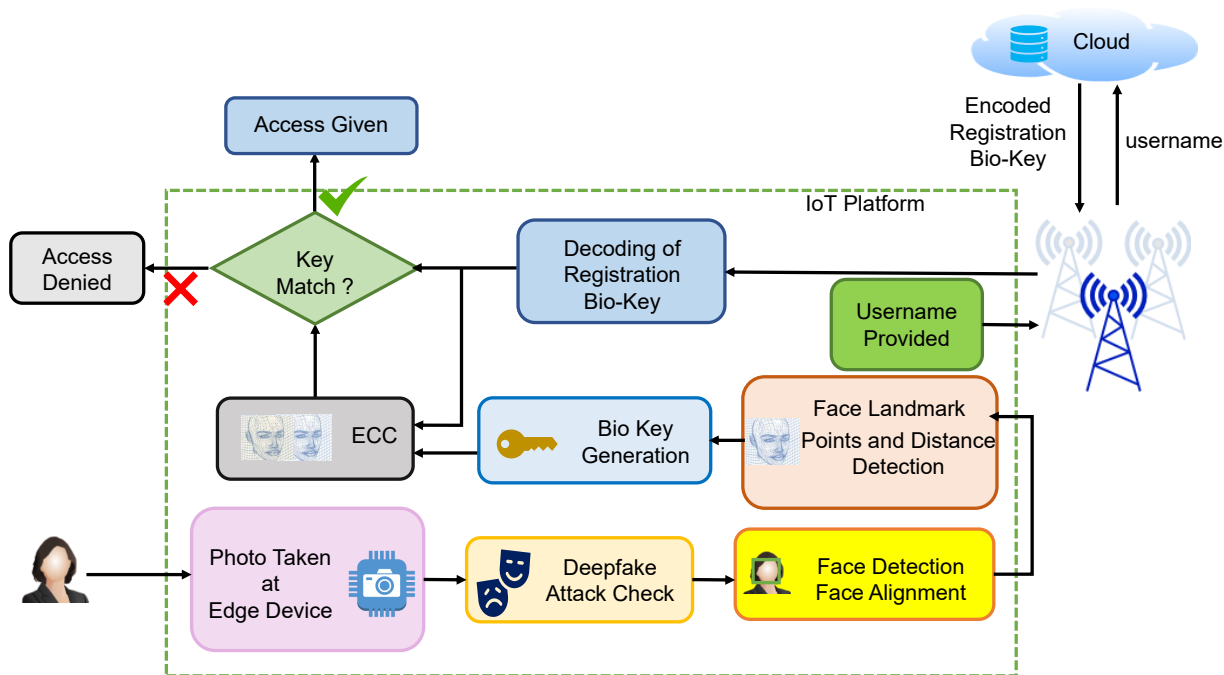 Cloud
Encoded
Registration
Bio-Key
username
Access Given
IoT Platform
Access
Denied
Key
Match ?
Decoding of
Registration
Bio-Key
Username
Provided
ECC
Bio Key
Generation
Face Landmark
Points and Distance
Detection
Photo Taken
at
Edge Device
Deepfake
Attack Check
Face Detection
Face Alignment